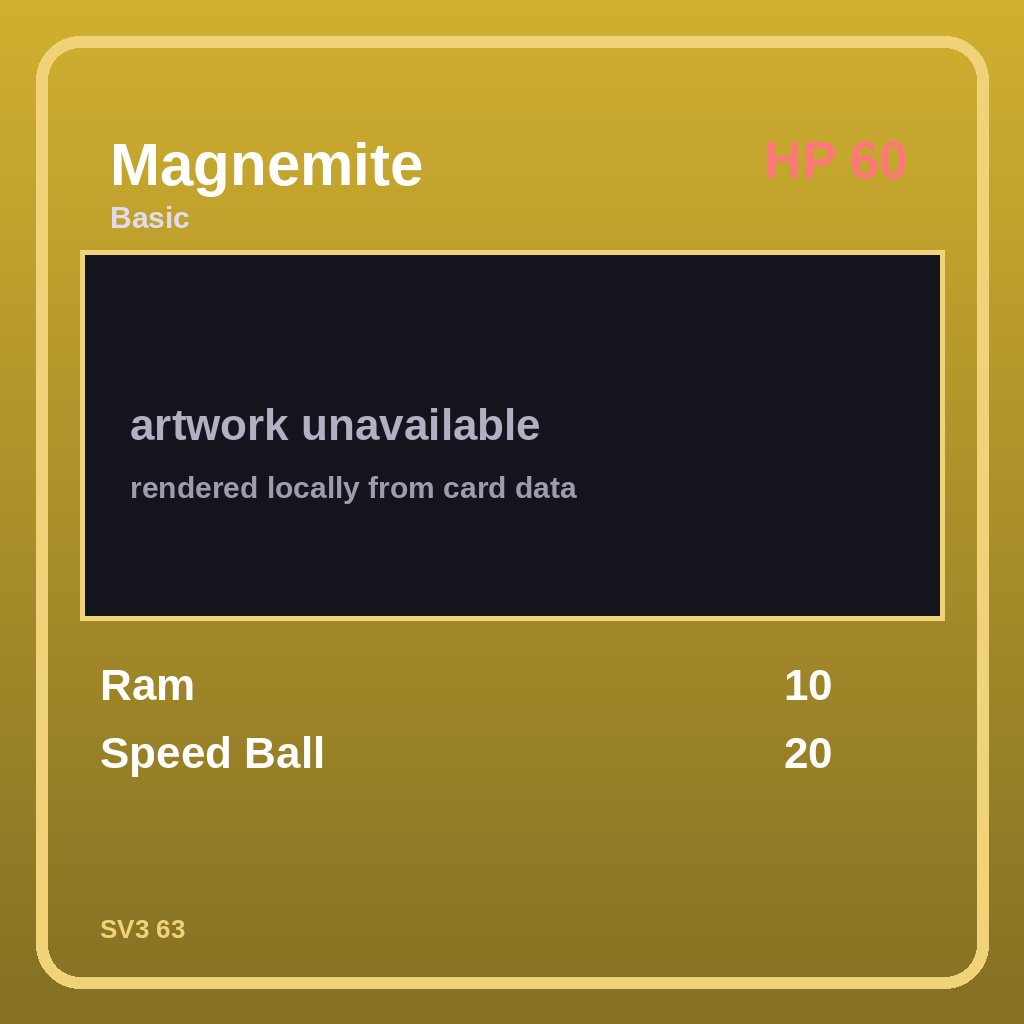 Magnemite
HP 60
Basic
artwork unavailable
rendered locally from card data
Ram 10
Speed Ball 20
SV3 63